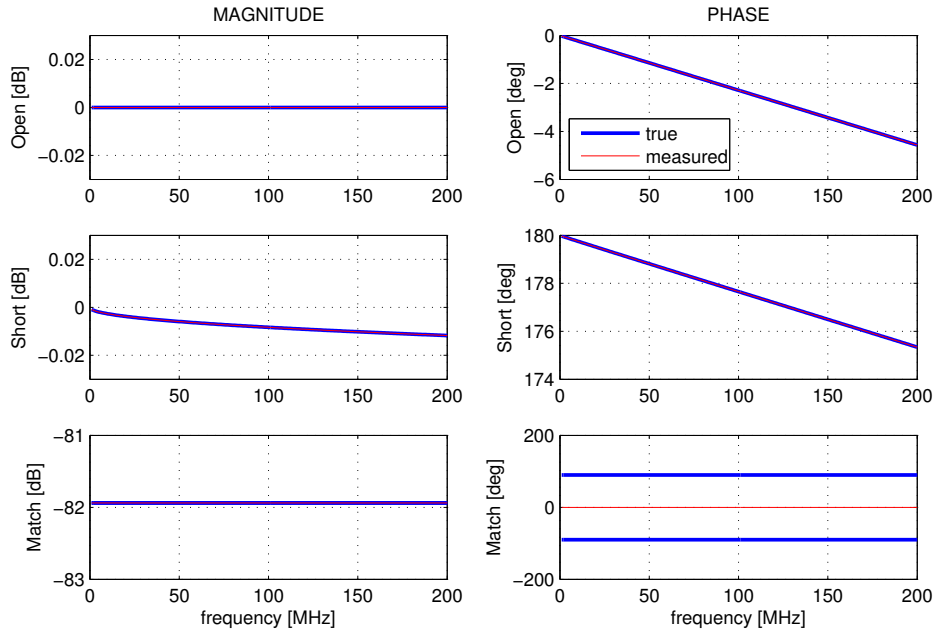 MAGNITUDE
PHASE
Open [dB]
0.02
0
−0.02
0 50 100 150 200
Open [deg]
0
−2
−4
−6
0 50 100 150 200
true
measured
Short [dB]
0.02
0
−0.02
0 50 100 150 200
Short [deg]
180
178
176
174
0 50 100 150 200
Match [dB]
−81
−82
−83
0 50 100 150 200
frequency [MHz]
Match [deg]
200
0
−200
0 50 100 150 200
frequency [MHz]